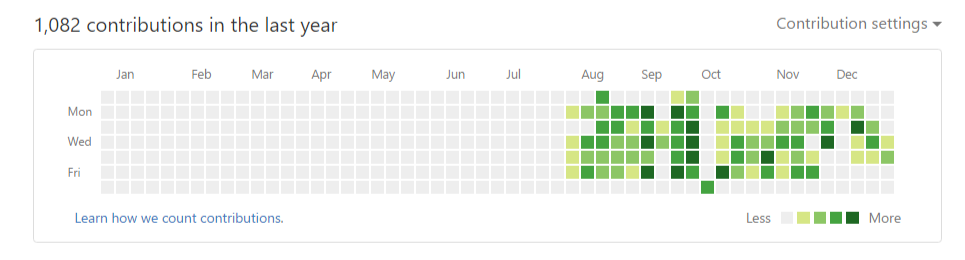 1,082 contributions in the last year
Contribution settings
Jan Feb Mar Apr May Jun Jul Aug Sep Oct Nov Dec
Mon
Wed
Fri
Learn how we count contributions.
Less More